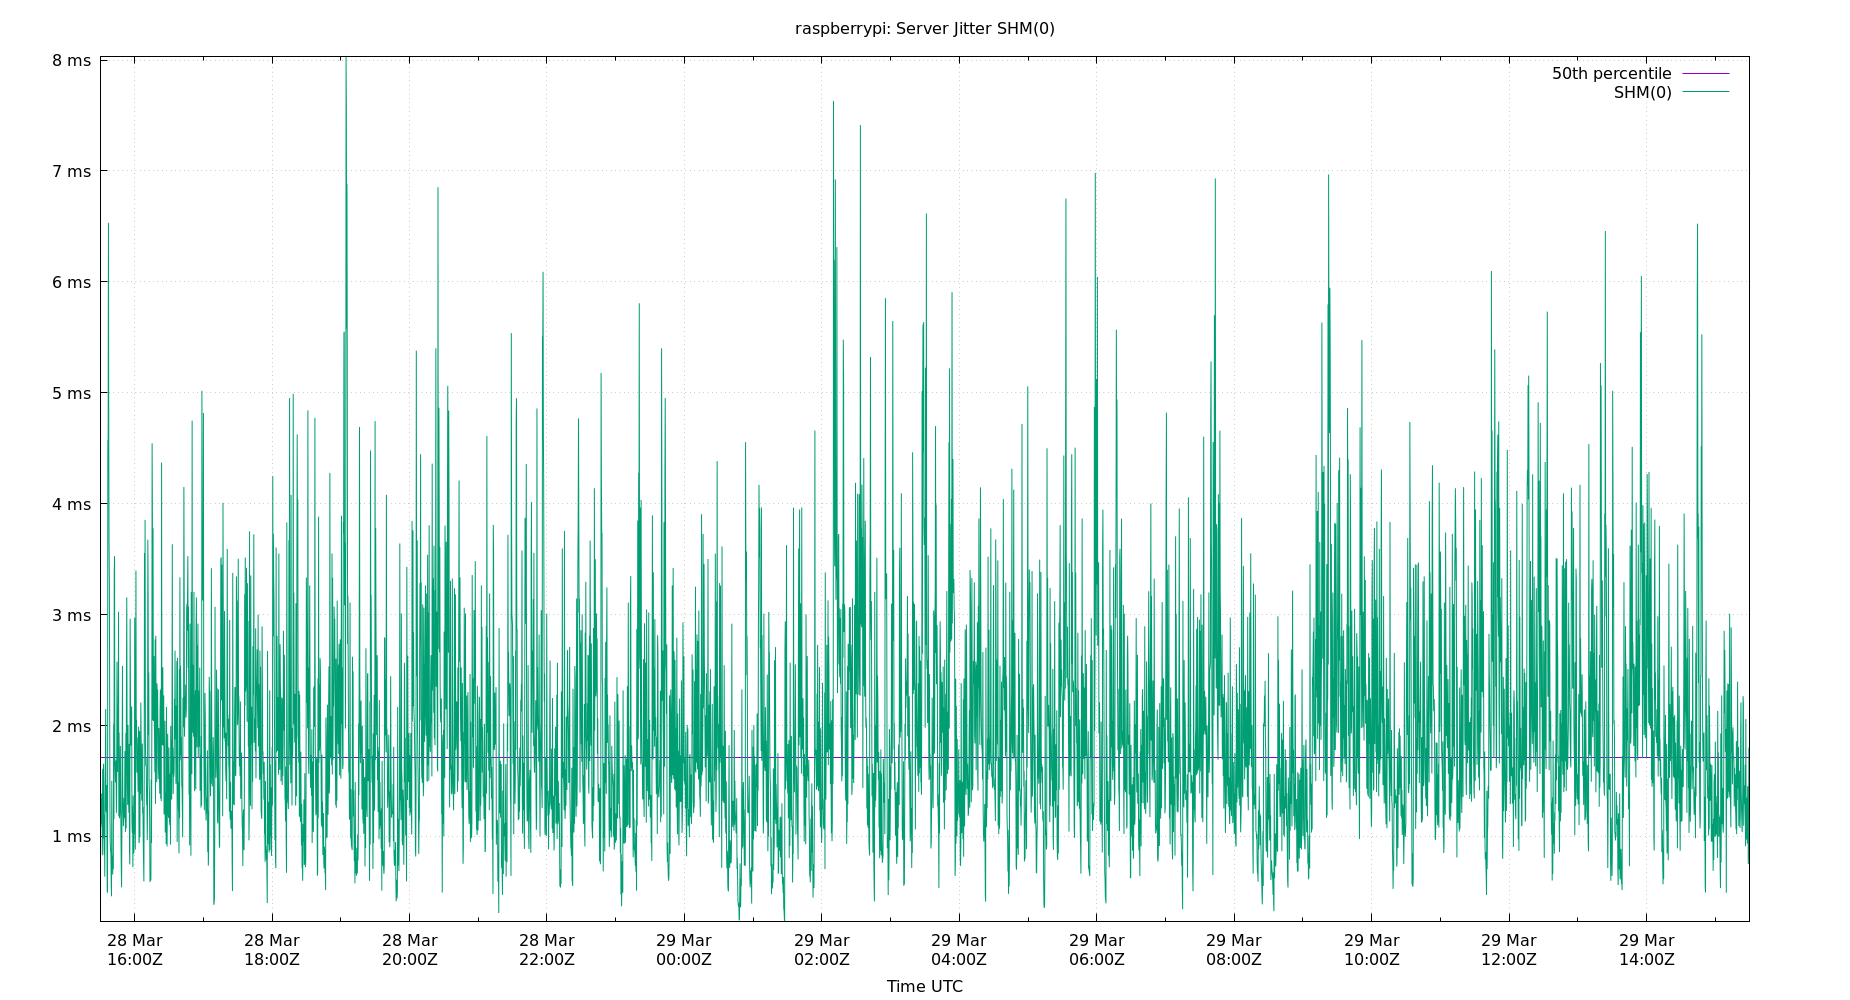 raspberrypi: Server Jitter SHM(0)
8 ms
7 ms
6 ms
5 ms
4 ms
3 ms
2 ms
1 ms
50th percentile
SHM(0)
28 Mar 28 Mar 28 Mar 28 Mar 29 Mar 29 Mar 29 Mar 29 Mar 29 Mar 29 Mar 29 Mar 29 Mar
16:00Z 18:00Z 20:00Z 22:00Z 00:00Z 02:00Z 04:00Z 06:00Z 08:00Z 10:00Z 12:00Z 14:00Z
Time UTC